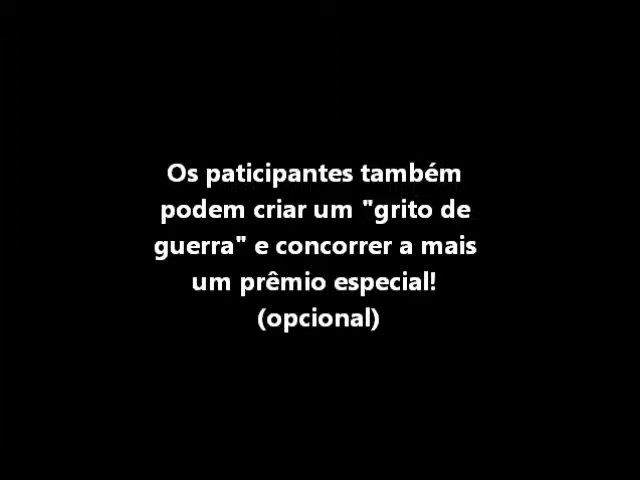 Os paticipantes também
podem criar um "grito de
guerra" e concorrer a mais
um prêmio especial!
(opcional)